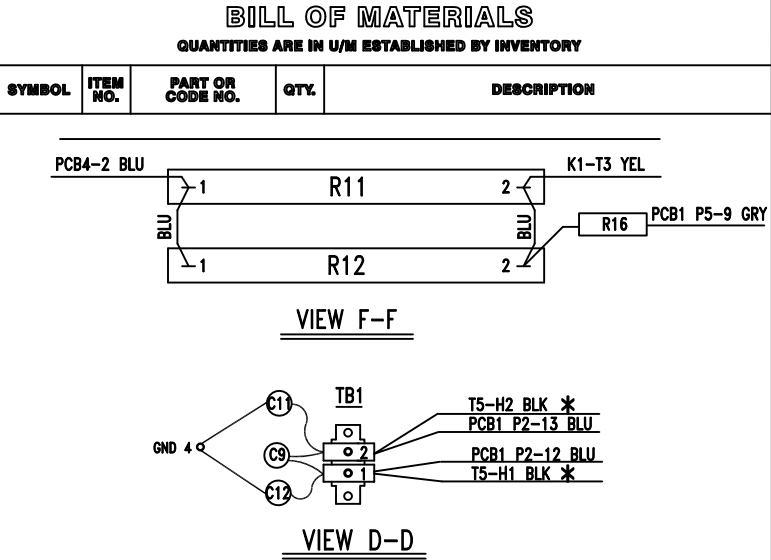 BILL OF MATERIALS
QUANTITIES ARE IN U/M ESTABLISHED BY INVENTORY
SYMBOL ITEM NO. PART OR CODE NO. QTY. DESCRIPTION
PCB4-2 BLU K1-T3 YEL
1 R11 2
BLU BLU R16 PCB1 P5-9 GRY
1 R12 2
VIEW F-F
C11 TB1 T5-H2 BLK *
PCB1 P2-13 BLU
GND 4 C9 2 PCB1 P2-12 BLU
1 T5-H1 BLK *
C12
VIEW D-D